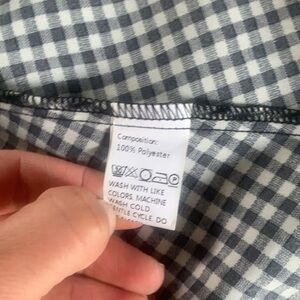 Composition:
100% Polyester
WASH WITH LIKE
COLORS. MACHINE
WASH COLD
GENTLE CYCLE. DO